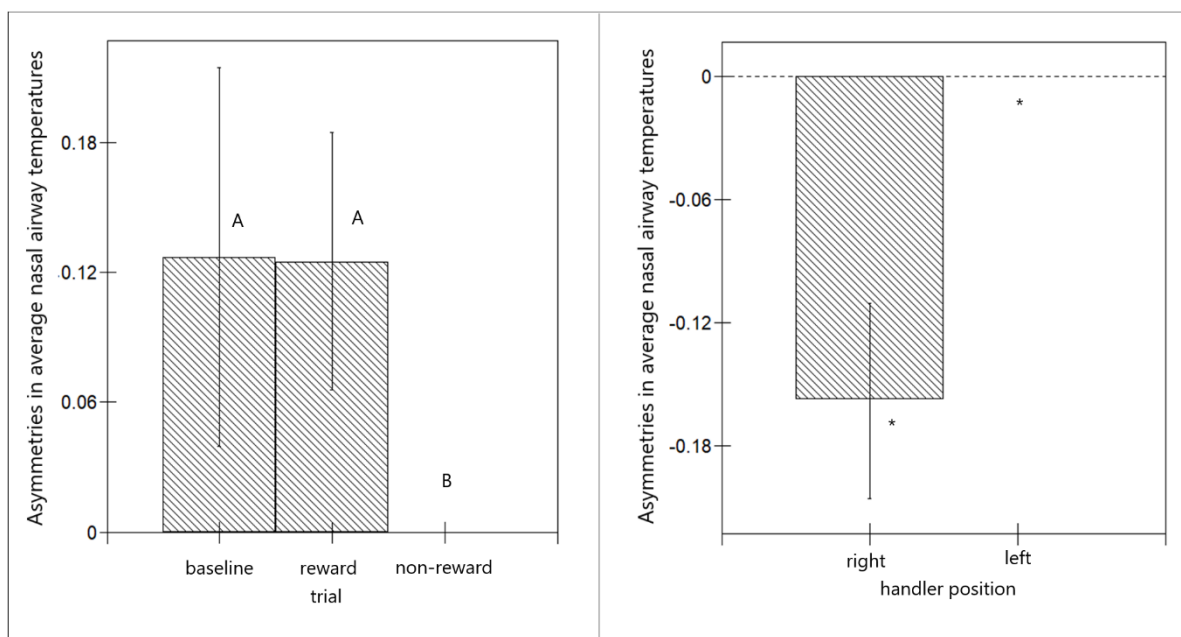 Asymmetries in average nasal airway temperatures
0.18
0.12
0.06
0
A
A
B
baseline
reward
non-reward
trial
Asymmetries in average nasal airway temperatures
0
-0.06
-0.12
-0.18
*
*
right
left
handler position